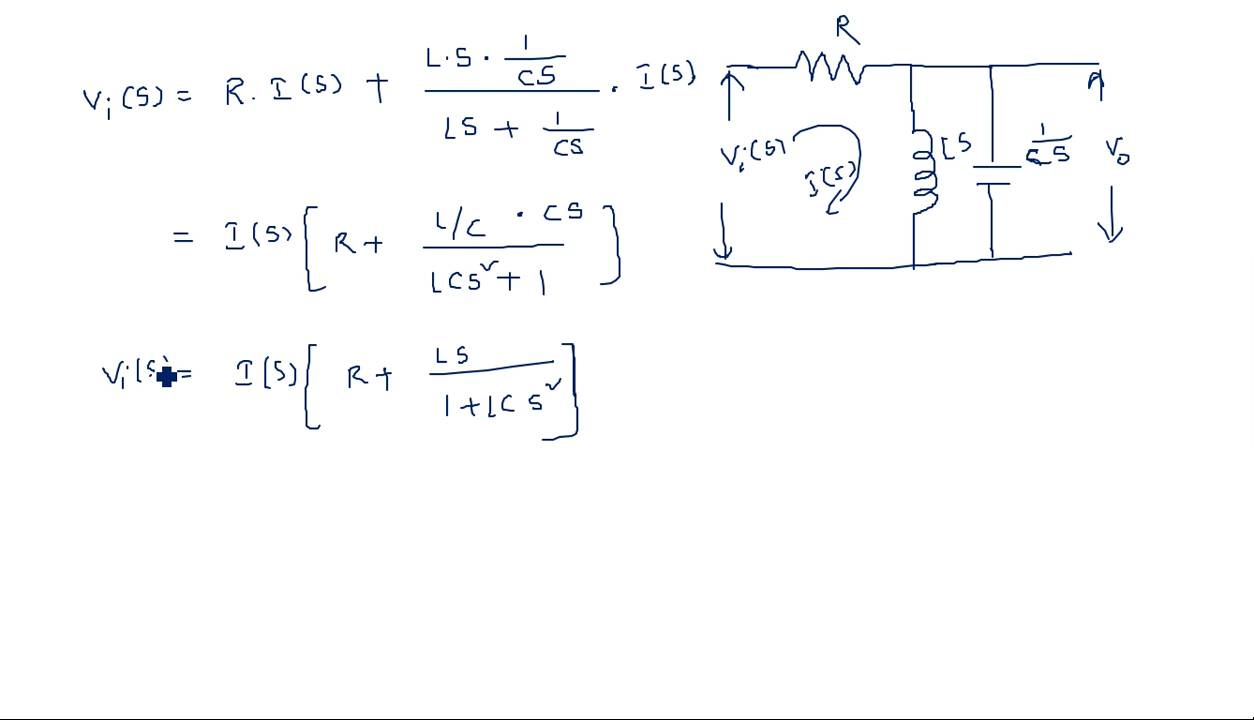 Vi(S) = R. I(S) + (L.S . 1/CS) / (LS + 1/CS) . I(S)
= I(S) [ R + (L/C . CS) / (LCS² + 1) ]
Vi(S) = I(S) [ R + LS / (1 + LCS²) ]
R
Vi(S)
I(S)
LS
1/CS
Vo